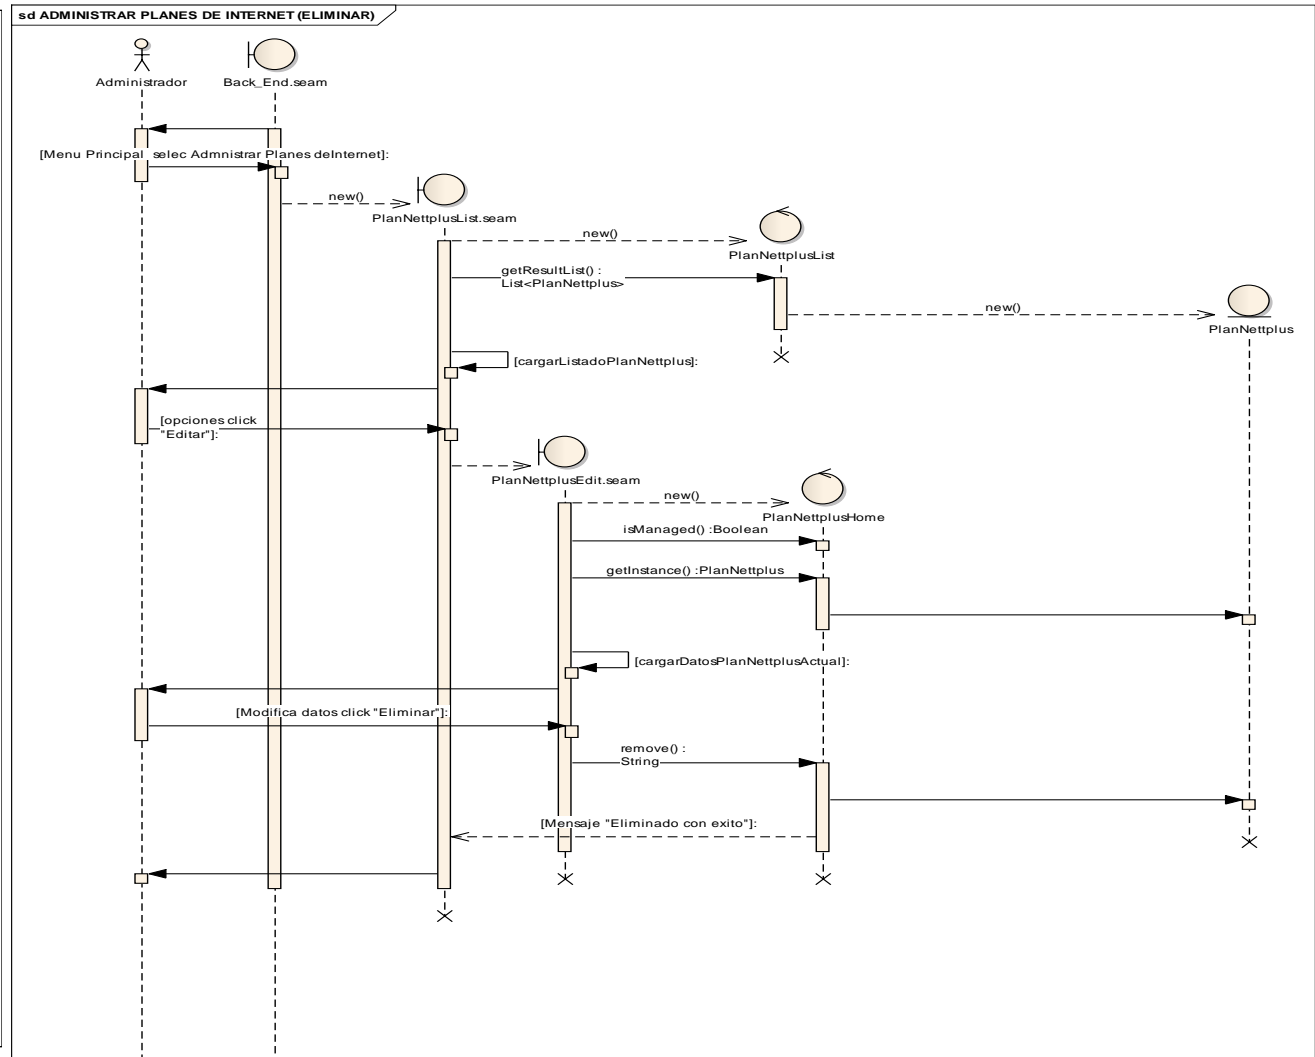 sd ADMINISTRAR PLANES DE INTERNET (ELIMINAR)
Administrador
Back_End.seam
[Menu Principal  selec Admnistrar Planes deInternet]:
new()
PlanNettplusList.seam
new()
PlanNettplusList
getResultList() :
List<PlanNettplus>
new()
PlanNettplus
[cargarListadoPlanNettplus]:
[opciones click
"Editar"]:
PlanNettplusEdit.seam
new()
PlanNettplusHome
isManaged() :Boolean
getInstance() :PlanNettplus
[cargarDatosPlanNettplusActual]:
[Modifica datos click "Eliminar"]:
remove() :
String
[Mensaje "Eliminado con exito"]: